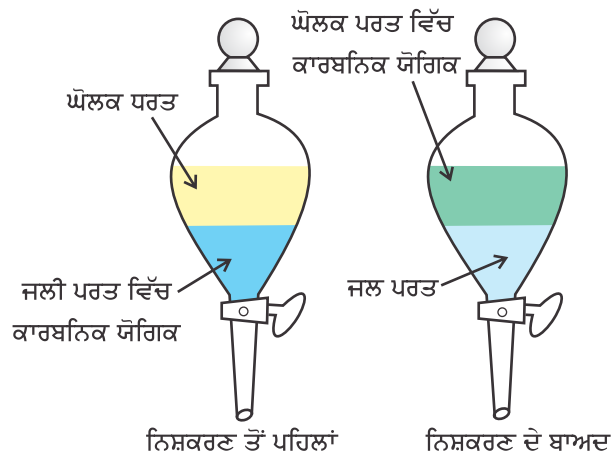 ਘੋਲਕ ਧਰਤ
ਜਲੀ ਪਰਤ ਵਿੱਚ
ਕਾਰਬਨਿਕ ਯੋਗਿਕ
ਨਿਸ਼ਕਰਣ ਤੋਂ ਪਹਿਲਾਂ
ਘੋਲਕ ਪਰਤ ਵਿੱਚ
ਕਾਰਬਨਿਕ ਯੋਗਿਕ
ਜਲ ਪਰਤ
ਨਿਸ਼ਕਰਣ ਦੇ ਬਾਅਦ